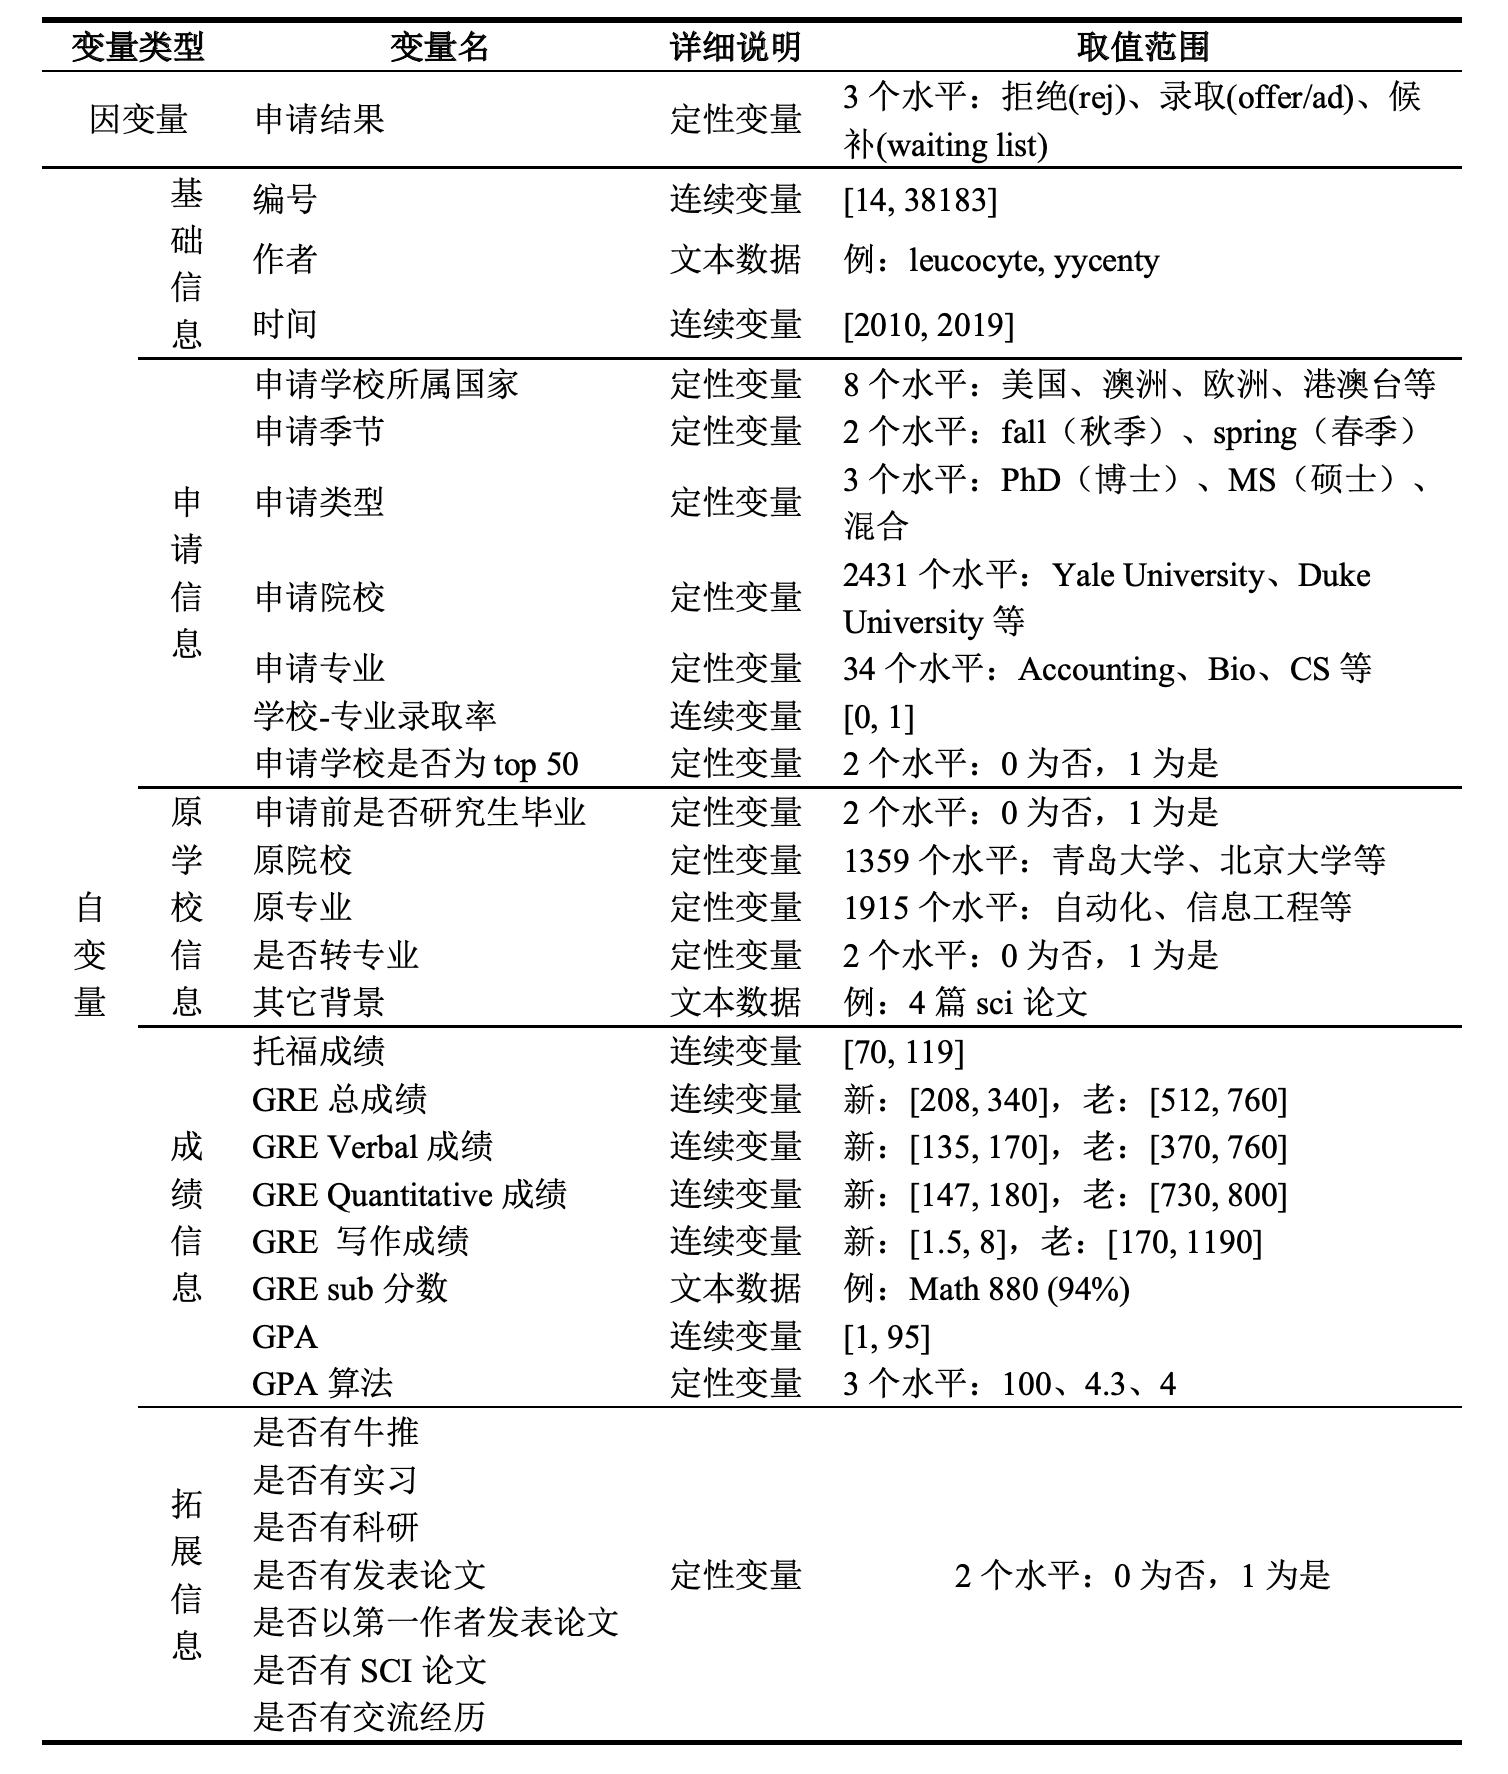 变量类型 变量名 详细说明 取值范围
因变量 申请结果 定性变量 3 个水平：拒绝(rej)、录取(offer/ad)、候
补(waiting list)
自变量
基础信息
编号 连续变量 [14, 38183]
作者 文本数据 例：leucocyte, yycenty
时间 连续变量 [2010, 2019]
申请信息
申请学校所属国家 定性变量 8 个水平：美国、澳洲、欧洲、港澳台等
申请季节 定性变量 2 个水平：fall（秋季）、spring（春季）
申请类型 定性变量 3 个水平：PhD（博士）、MS（硕士）、
混合
申请院校 定性变量 2431 个水平：Yale University、Duke
University 等
申请专业 定性变量 34 个水平：Accounting、Bio、CS 等
学校-专业录取率 连续变量 [0, 1]
申请学校是否为 top 50 定性变量 2 个水平：0 为否，1 为是
原学校信息
申请前是否研究生毕业 定性变量 2 个水平：0 为否，1 为是
原院校 定性变量 1359 个水平：青岛大学、北京大学等
原专业 定性变量 1915 个水平：自动化、信息工程等
是否转专业 定性变量 2 个水平：0 为否，1 为是
其它背景 文本数据 例：4 篇 sci 论文
成绩信息
托福成绩 连续变量 [70, 119]
GRE 总成绩 连续变量 新：[208, 340]，老：[512, 760]
GRE Verbal 成绩 连续变量 新：[135, 170]，老：[370, 760]
GRE Quantitative 成绩 连续变量 新：[147, 180]，老：[730, 800]
GRE 写作成绩 连续变量 新：[1.5, 8]，老：[170, 1190]
GRE sub 分数 文本数据 例：Math 880 (94%)
GPA 连续变量 [1, 95]
GPA 算法 定性变量 3 个水平：100、4.3、4
拓展信息
是否有牛推
是否有实习
是否有科研
是否有发表论文 定性变量 2 个水平：0 为否，1 为是
是否以第一作者发表论文
是否有 SCI 论文
是否有交流经历